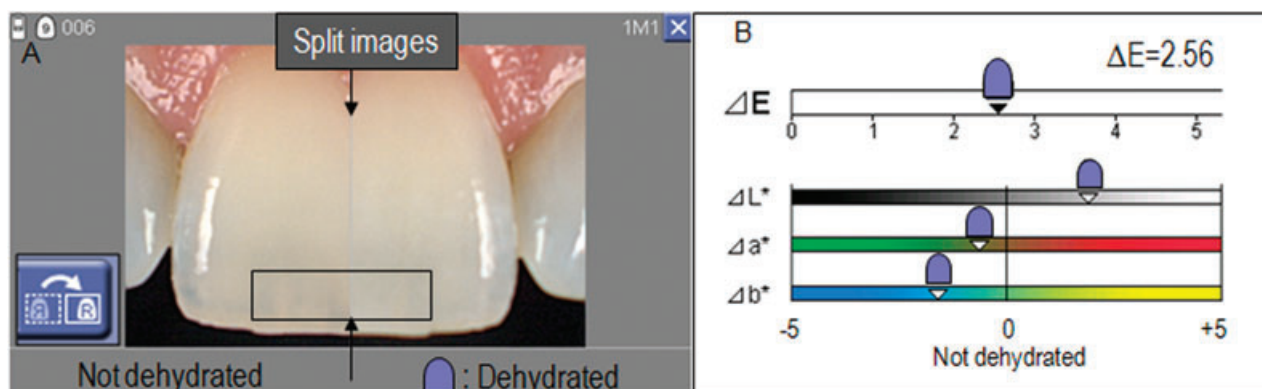 A
006
1M1
Split images
R
Not dehydrated
: Dehydrated
B
ΔE=2.56
⊿E
0 1 2 3 4 5
⊿L*
⊿a*
⊿b*
-5 0 +5
Not dehydrated